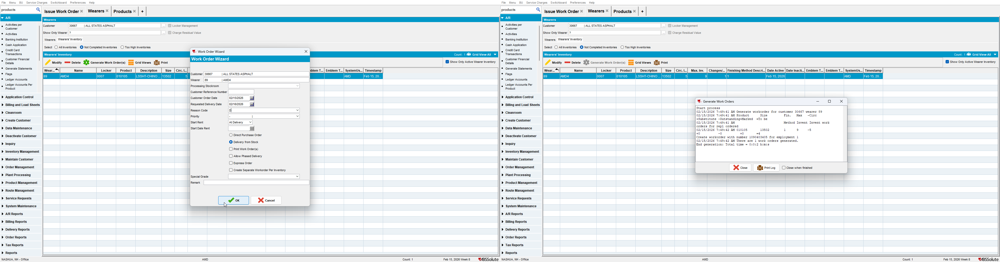 File Menu BU Service Charges Switchboard Preferences Help
products
Issue Work Order Wearers Products +
A/R
Activities per
Customer
Activities
Banking Institution
Cash Application
Credit Card
Transactions
Customer Financial
Details
Generate Statements
Flags
Ledger Accounts
Ledger Accounts Per
Product
Application Control
Billing and Load Sheets
Cleanroom
Create Customer
Data Maintenance
Deactivate Customer
Inquiry
Inventory Management
Maintain Customer
Order Management
Plant Processing
Product Management
Route Management
Service Requests
System Maintenance
A/R Reports
Billing Reports
Delivery Reports
Order Reports
Tax Reports
Reports
Wearers
Customer 30667 | ALL STATES ASPHALT ... Locker Management
Show Only Wearer ? ... Charge Residual Value
Wearers Wearers' Inventory
Select All Inventories Not Completed Inventories Too High Inventories
Wearers' Inventory Count : 1 Grid View All
Modify Delete Generate Work Order(s) Grid Views Print Show Only Active Wearer Inventory
Wear... Name Locker Product Description Size Circ. I... nblem T... Emblem T... SystemUs... Timestamp
89 AMD4 0007 010105 LSSHT-CHINO ... 13502 5 AMD Feb 15, 20...
Work Order Wizard
Work Order Wizard
Customer 30667 | ALL STATES ASPHALT
Wearer 89 | AMD4
Processing Stockroom
Customer Reference Number
Customer Order Date 02/15/2026
Requested Delivery Date 02/16/2026
Reason Code D
Priority - |
Start Rent At Delivery
Start Date Rent
Direct Purchase Order
Delivery from Stock
Print Work Order(s)
Allow Phased Delivery
Express Order
Create Separate Workorder Per Inventory
Special Grade
Remark
OK Cancel
NASHUA, NH - Office AMD Count: 1 Feb 15, 2026 Week 8 ABSSolute
File Menu BU Service Charges Switchboard Preferences Help
products
Issue Work Order Wearers Products +
A/R
Activities per
Customer
Activities
Banking Institution
Cash Application
Credit Card
Transactions
Customer Financial
Details
Generate Statements
Flags
Ledger Accounts
Ledger Accounts Per
Product
Application Control
Billing and Load Sheets
Cleanroom
Create Customer
Data Maintenance
Deactivate Customer
Inquiry
Inventory Management
Maintain Customer
Order Management
Plant Processing
Product Management
Route Management
Service Requests
System Maintenance
A/R Reports
Billing Reports
Delivery Reports
Order Reports
Tax Reports
Reports
Wearers
Customer 30667 | ALL STATES ASPHALT ... Locker Management
Show Only Wearer ? ... Charge Residual Value
Wearers Wearers' Inventory
Select All Inventories Not Completed Inventories Too High Inventories
Wearers' Inventory Count : 1 Grid View All
Modify Delete Generate Work Order(s) Grid Views Print Show Only Active Wearer Inventory
Wear... Name Locker Product Description Size Circ. I... Max. Inv. Changes/... Finishing Method Descri... Date Active Date Inacti... Emblem T... Emblem T... SystemUs... Timestamp
89 AMD4 0007 010105 LSSHT-CHINO ... 13502 5 9 1 1 Feb 15, 2026 AMD Feb 15, 20...
Generate Work Orders
Start process
02/15/2026 7:49:41 AM Generate workorder for customer 30667 wearer 89
02/15/2026 7:49:41 AM Product Size Fin. Max -Circ
+Substitute -Outstanding+Marked =To be
02/15/2026 7:49:41 AM Method Invent Invent work
orders for repl ordered
02/15/2026 7:49:42 AM 010105 13502 1 9 -5
+0 -0 +0 =4
Create workorder with number 1090403405 for employment 1
02/15/2026 7:49:42 AM There are 1 work orders generated.
End generation: Total time = 0:0:2 h:m:s
Close Print Log Close when finished
NASHUA, NH - Office AMD Count: 1 Feb 15, 2026 Week 8 ABSSolute